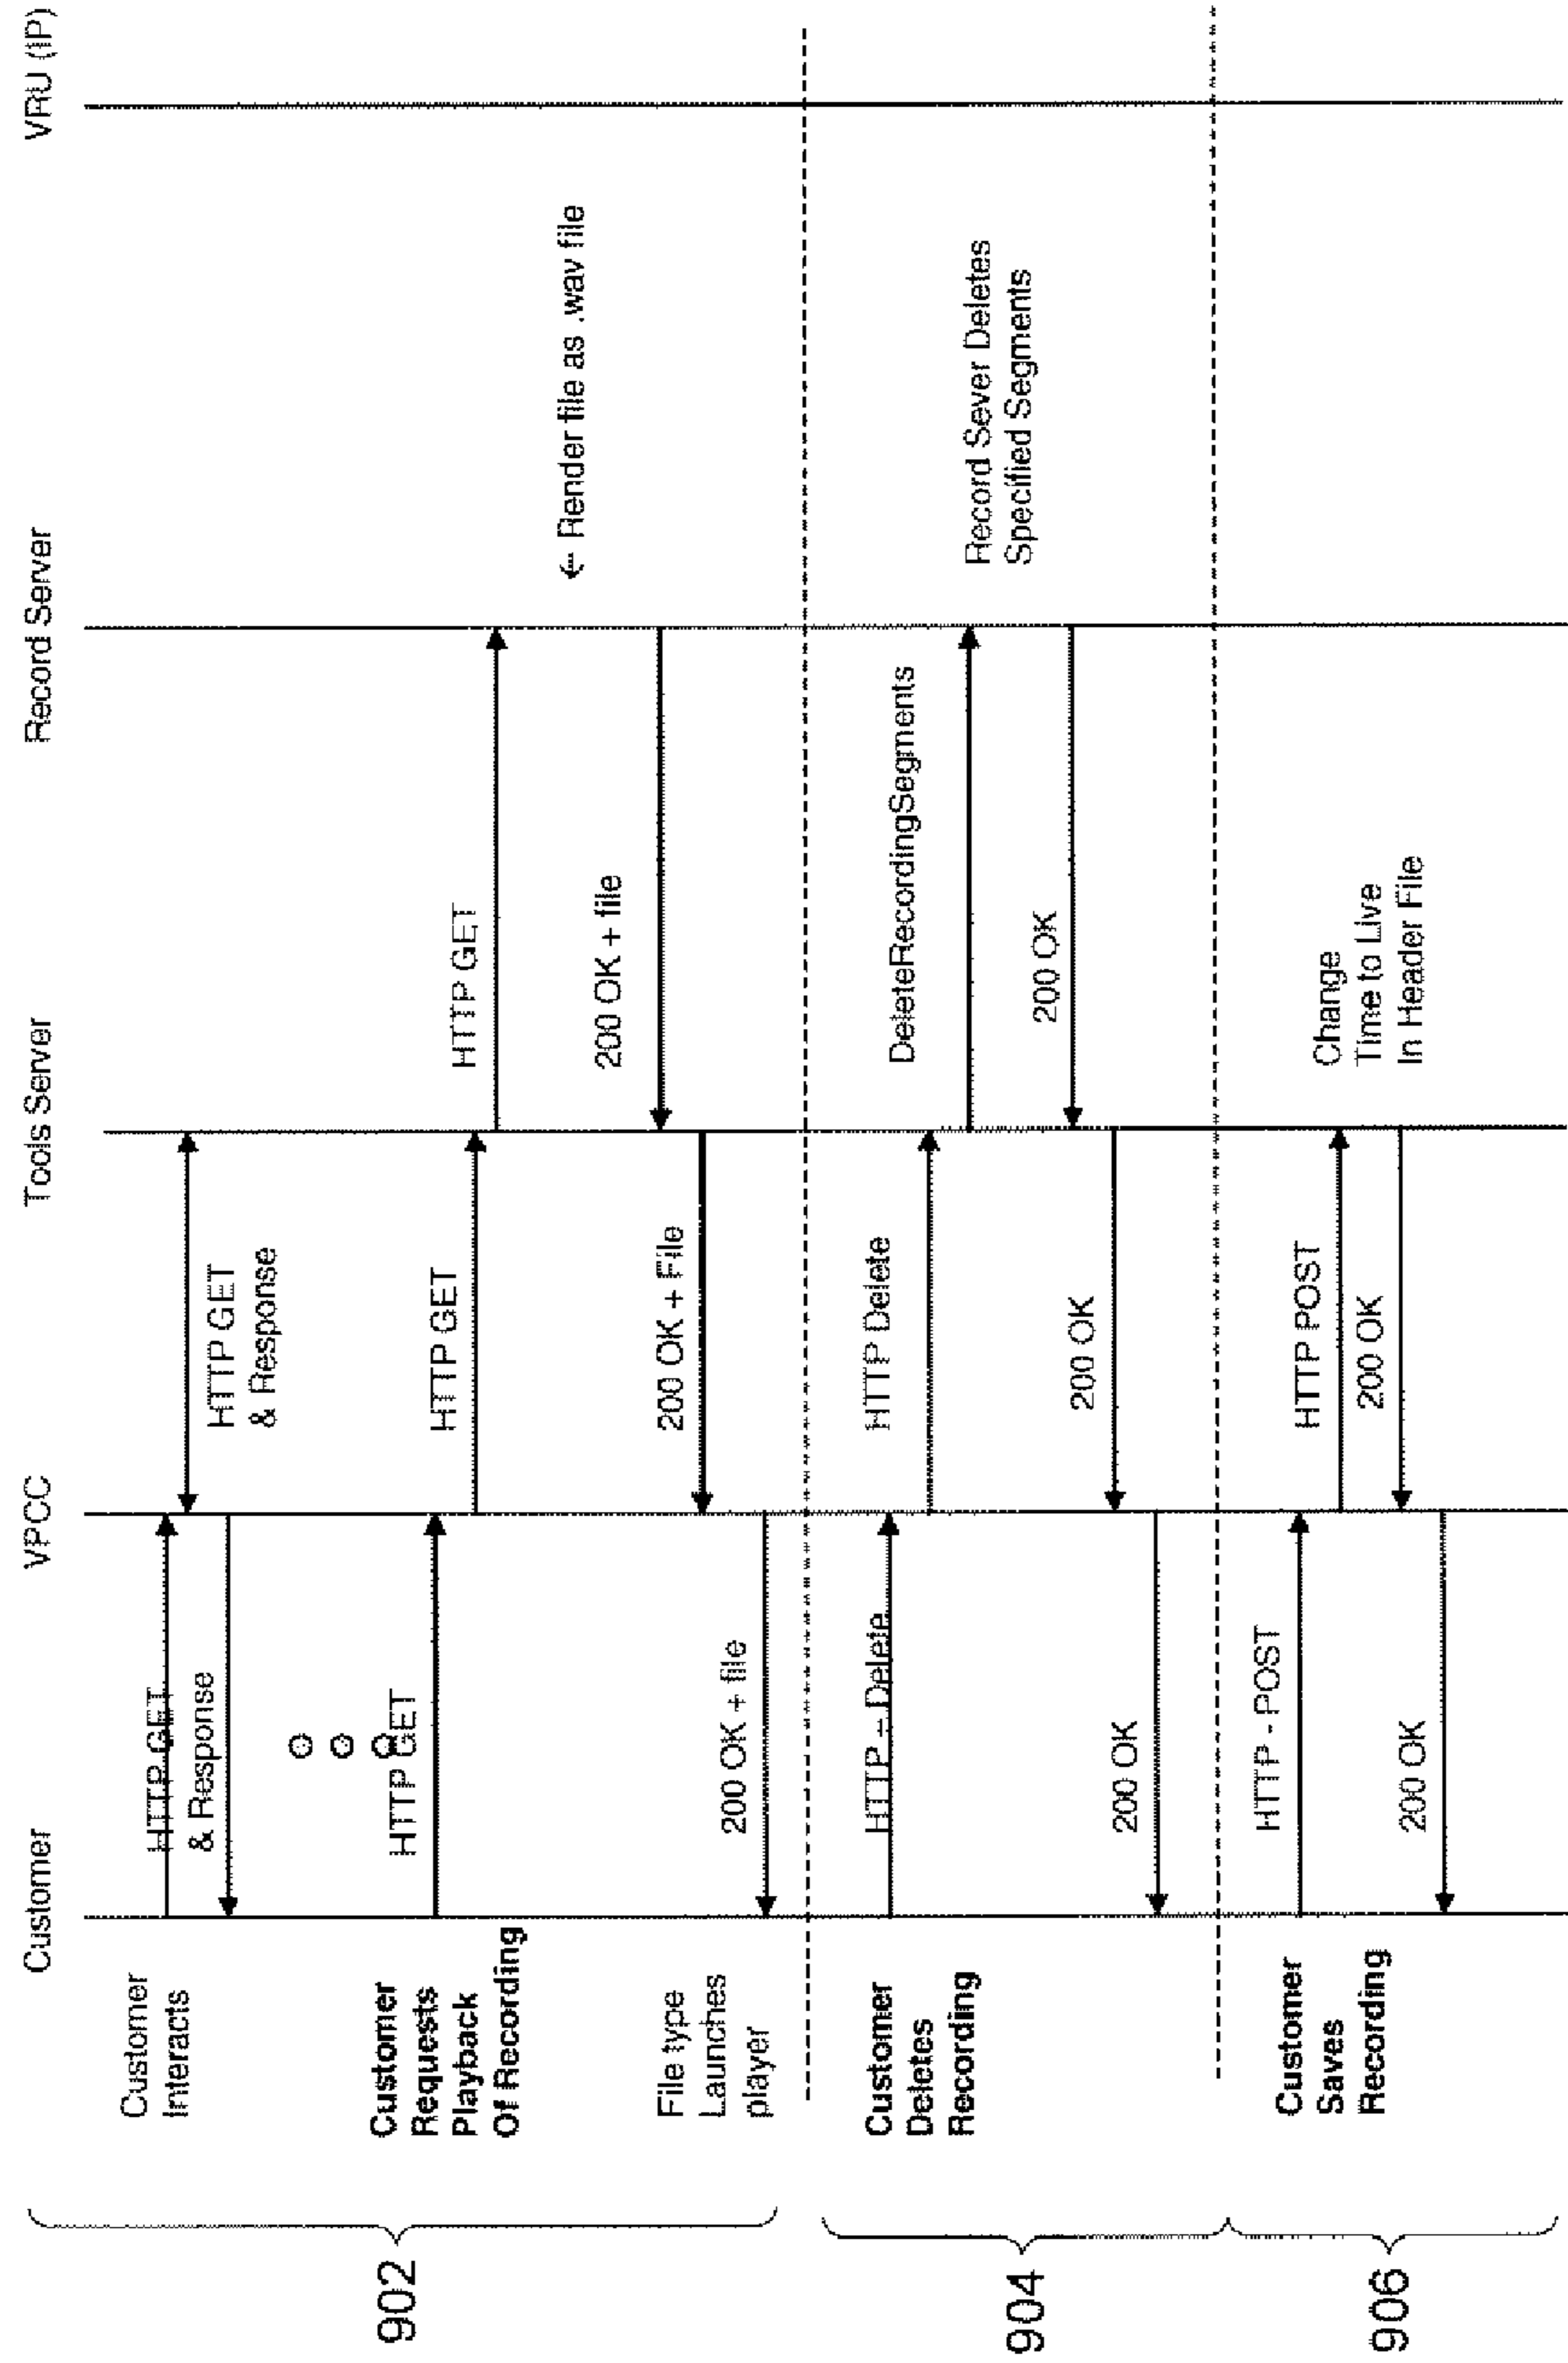 Customer
VPCC
Tools Server
Record Server
VRU (IP)
902
Customer
Interacts
HTTP GET
& Response
HTTP GET
& Response
Customer
Requests
Playback
Of Recording
HTTP GET
HTTP GET
HTTP GET
← Render file as .wav file
200 OK + file
200 OK + File
200 OK + file
File type
Launches
player
904
Customer
Deletes
Recording
HTTP - Delete
HTTP Delete
DeleteRecordingSegments
Record Sever Deletes
Specified Segments
200 OK
200 OK
200 OK
906
Customer
Saves
Recording
HTTP - POST
HTTP POST
Change
Time to Live
In Header File
200 OK
200 OK